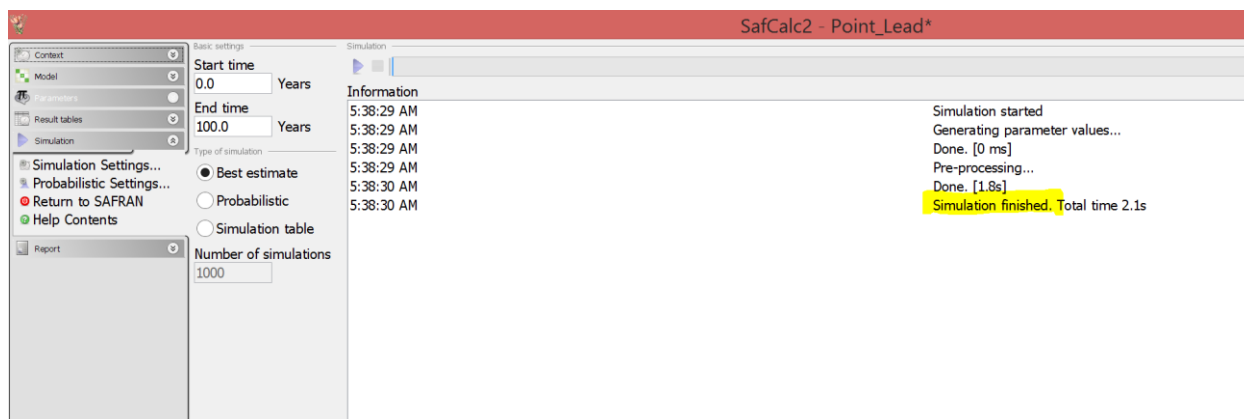 SafCalc2 - Point_Lead*
Context
Model
Parameters
Result tables
Simulation
Simulation Settings...
Probabilistic Settings...
Return to SAFRAN
Help Contents
Report
Basic settings
Start time
0.0 Years
End time
100.0 Years
Type of simulation
Best estimate
Probabilistic
Simulation table
Number of simulations
1000
Simulation
Information
5:38:29 AM Simulation started
5:38:29 AM Generating parameter values...
5:38:29 AM Done. [0 ms]
5:38:29 AM Pre-processing...
5:38:30 AM Done. [1.8s]
5:38:30 AM Simulation finished. Total time 2.1s